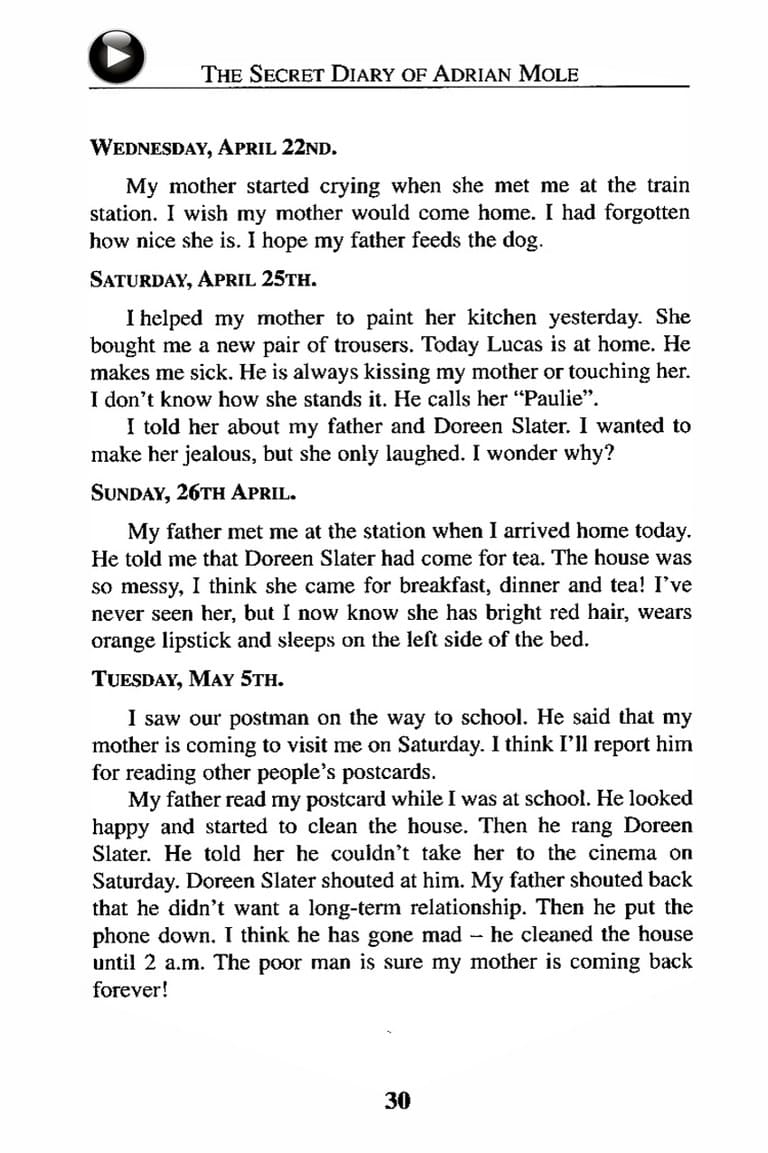 THE SECRET DIARY OF ADRIAN MOLE
WEDNESDAY, APRIL 22ND.
My mother started crying when she met me at the train
station. I wish my mother would come home. I had forgotten
how nice she is. I hope my father feeds the dog.
SATURDAY, APRIL 25TH.
I helped my mother to paint her kitchen yesterday. She
bought me a new pair of trousers. Today Lucas is at home. He
makes me sick. He is always kissing my mother or touching her.
I don't know how she stands it. He calls her “Paulie”.
I told her about my father and Doreen Slater. I wanted to
make her jealous, but she only laughed. I wonder why?
SUNDAY, 26TH APRIL.
My father met me at the station when I arrived home today.
He told me that Doreen Slater had come for tea. The house was
so messy, I think she came for breakfast, dinner and tea! I've
never seen her, but I now know she has bright red hair, wears
orange lipstick and sleeps on the left side of the bed.
TUESDAY, MAY 5TH.
I saw our postman on the way to school. He said that my
mother is coming to visit me on Saturday. I think I'll report him
for reading other people's postcards.
My father read my postcard while I was at school. He looked
happy and started to clean the house. Then he rang Doreen
Slater. He told her he couldn't take her to the cinema on
Saturday. Doreen Slater shouted at him. My father shouted back
that he didn't want a long-term relationship. Then he put the
phone down. I think he has gone mad – he cleaned the house
until 2 a.m. The poor man is sure my mother is coming back
forever!
30